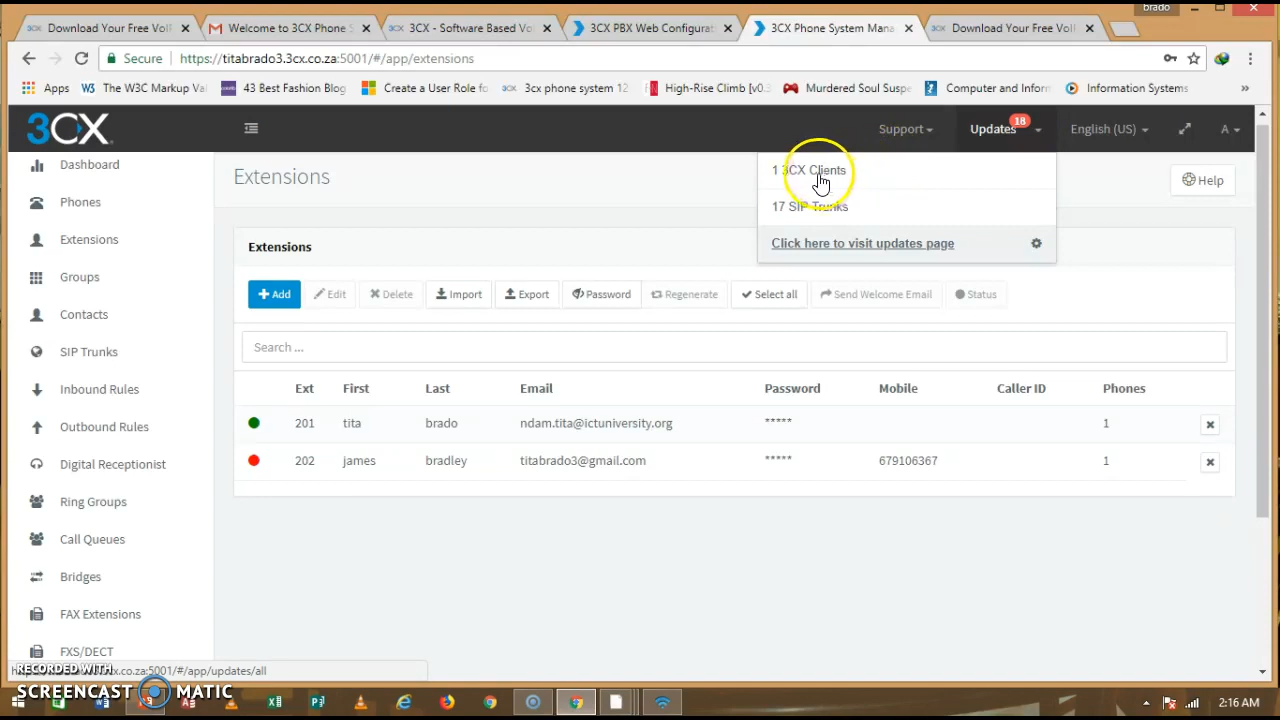 brado
Download Your Free VoI
Welcome to 3CX Phone S
3CX - Software Based Vo
3CX PBX Web Configurat
3CX Phone System Mana
Download Your Free VoI
Secure https://titabrado3.3cx.co.za:5001/#/app/extensions
Apps The W3C Markup Va 43 Best Fashion Blog Create a User Role fo 3cx phone system 12 High-Rise Climb [v0. Murdered Soul Suspe Computer and Inform Information Systems »
3CX Support Updates 18 English (US) A
Dashboard
Phones
Extensions
Groups
Contacts
SIP Trunks
Inbound Rules
Outbound Rules
Digital Receptionist
Ring Groups
Call Queues
Bridges
FAX Extensions
FXS/DECT
Extensions
1 3CX Clients
17 SIP Trunks
Click here to visit updates page
Help
Extensions
Add Edit Delete Import Export Password Regenerate Select all Send Welcome Email Status
Search ...
Ext First Last Email Password Mobile Caller ID Phones
201 tita brado ndam.tita@ictuniversity.org ***** 1
202 james bradley titabrado3@gmail.com ***** 679106367 1
cx.co.za:5001/#/app/updates/all
RECORDED WITH
SCREENCAST MATIC
2:16 AM